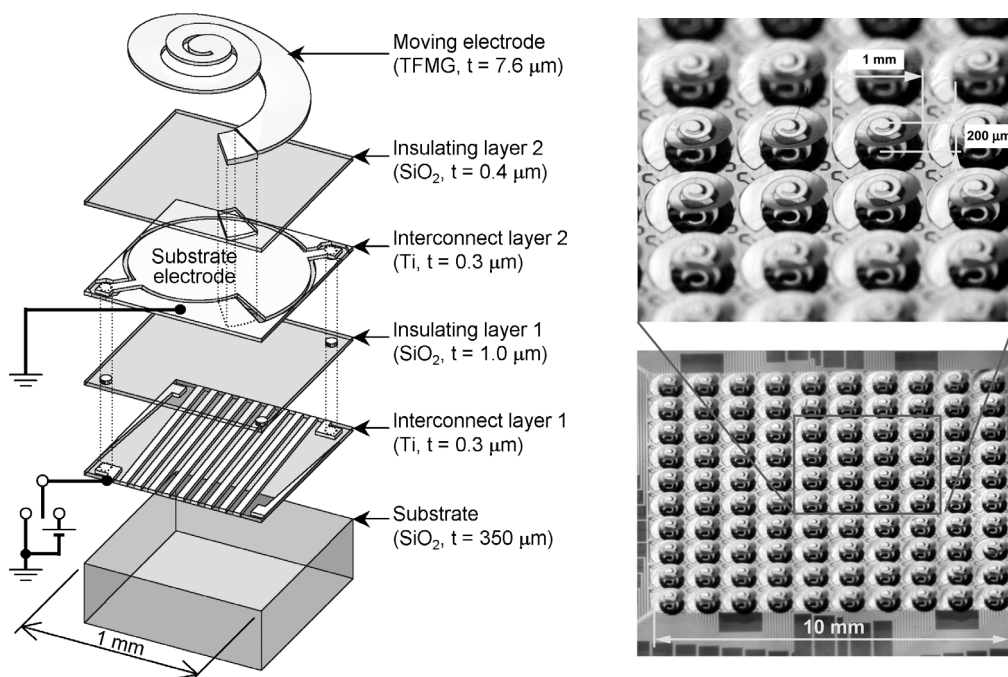 Moving electrode
(TFMG, t = 7.6 μm)
Insulating layer 2
(SiO2, t = 0.4 μm)
Substrate
electrode
Interconnect layer 2
(Ti, t = 0.3 μm)
Insulating layer 1
(SiO2, t = 1.0 μm)
Interconnect layer 1
(Ti, t = 0.3 μm)
Substrate
(SiO2, t = 350 μm)
1 mm
1 mm
200 μm
10 mm